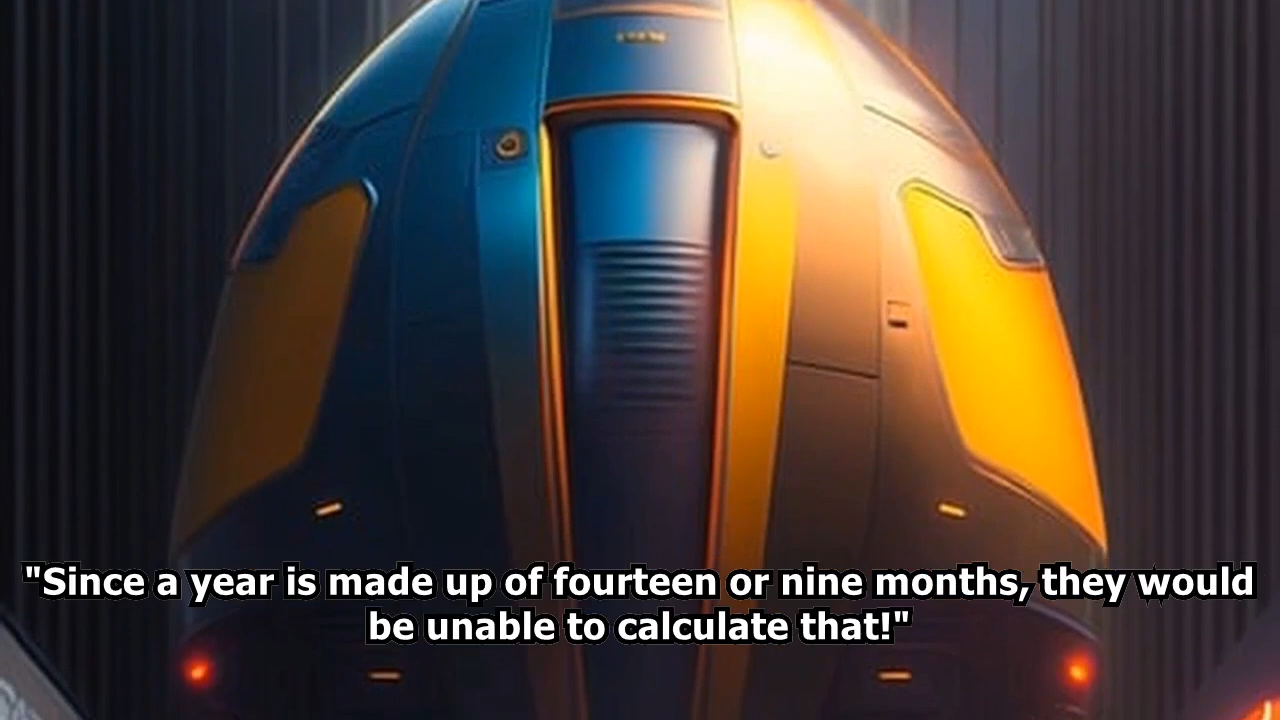 "Since a year is made up of fourteen or nine months, they would
be unable to calculate that!"